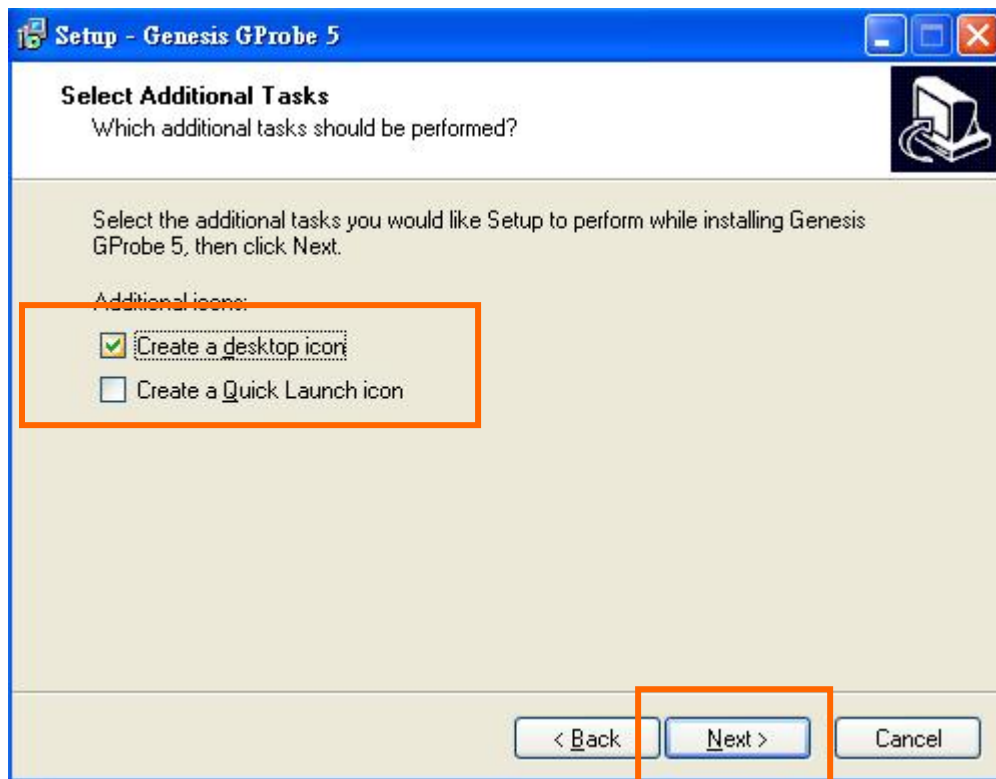 Setup - Genesis GProbe 5
Select Additional Tasks
Which additional tasks should be performed?
Select the additional tasks you would like Setup to perform while installing Genesis
GProbe 5, then click Next.
Additional icons:
Create a desktop icon
Create a Quick Launch icon
< Back
Next >
Cancel